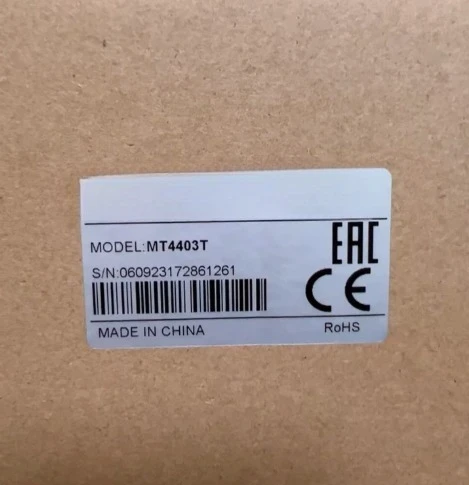 MODEL:MT4403T
S/N:060923172861261
EAC
CE
MADE IN CHINA
RoHS